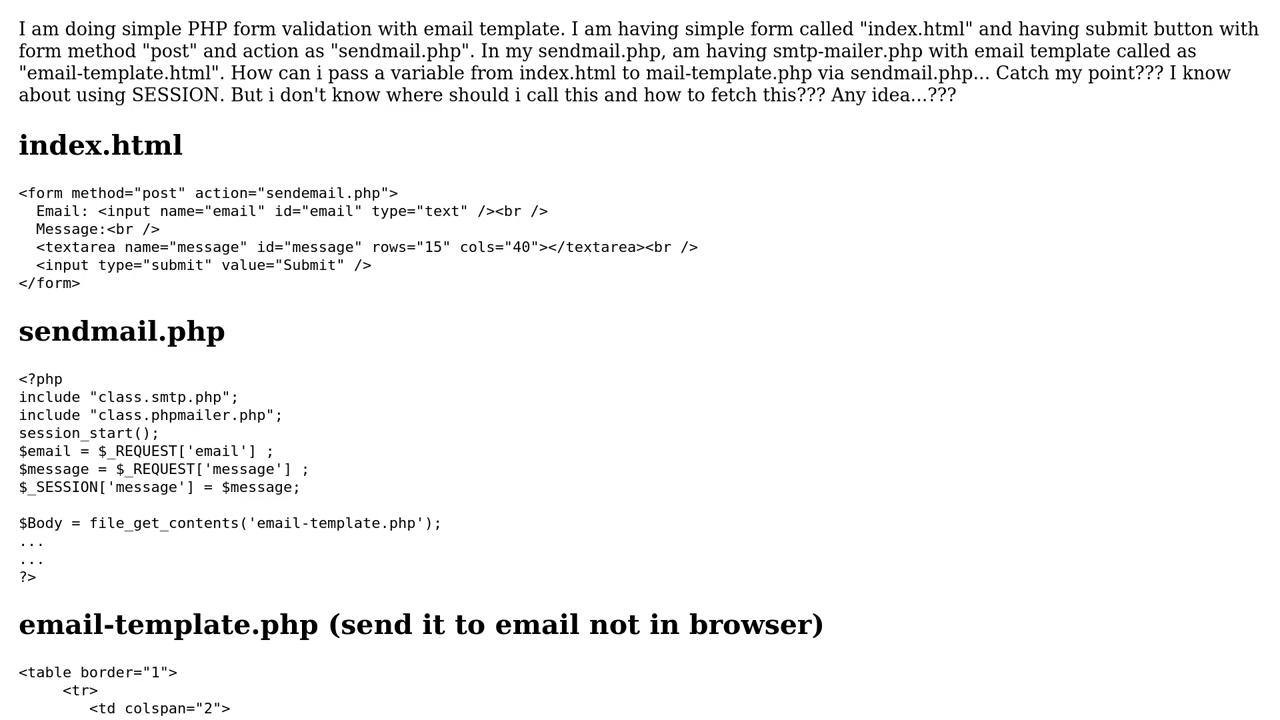 I am doing simple PHP form validation with email template. I am having simple form called "index.html" and having submit button with
form method "post" and action as "sendmail.php". In my sendmail.php, am having smtp-mailer.php with email template called as
"email-template.html". How can i pass a variable from index.html to mail-template.php via sendmail.php... Catch my point??? I know
about using SESSION. But i don't know where should i call this and how to fetch this??? Any idea...???
index.html
<form method="post" action="sendemail.php">
  Email: <input name="email" id="email" type="text" /><br />
  Message:<br />
  <textarea name="message" id="message" rows="15" cols="40"></textarea><br />
  <input type="submit" value="Submit" />
</form>
sendmail.php
<?php
include "class.smtp.php";
include "class.phpmailer.php";
session_start();
$email = $_REQUEST['email'] ;
$message = $_REQUEST['message'] ;
$_SESSION['message'] = $message;

$Body = file_get_contents('email-template.php');
...
...
?>
email-template.php (send it to email not in browser)
<table border="1">
     <tr>
        <td colspan="2">